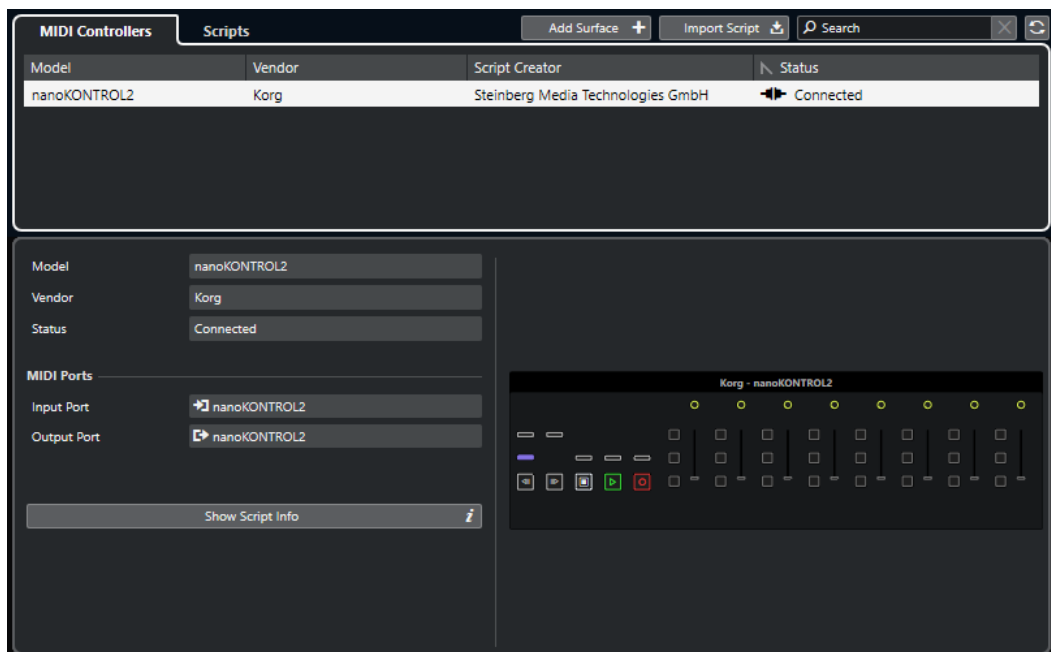 MIDI Controllers Scripts Add Surface Import Script Search
Model Vendor Script Creator Status
nanoKONTROL2 Korg Steinberg Media Technologies GmbH Connected
Model nanoKONTROL2
Vendor Korg
Status Connected
MIDI Ports
Input Port nanoKONTROL2
Output Port nanoKONTROL2
Show Script Info i
Korg - nanoKONTROL2